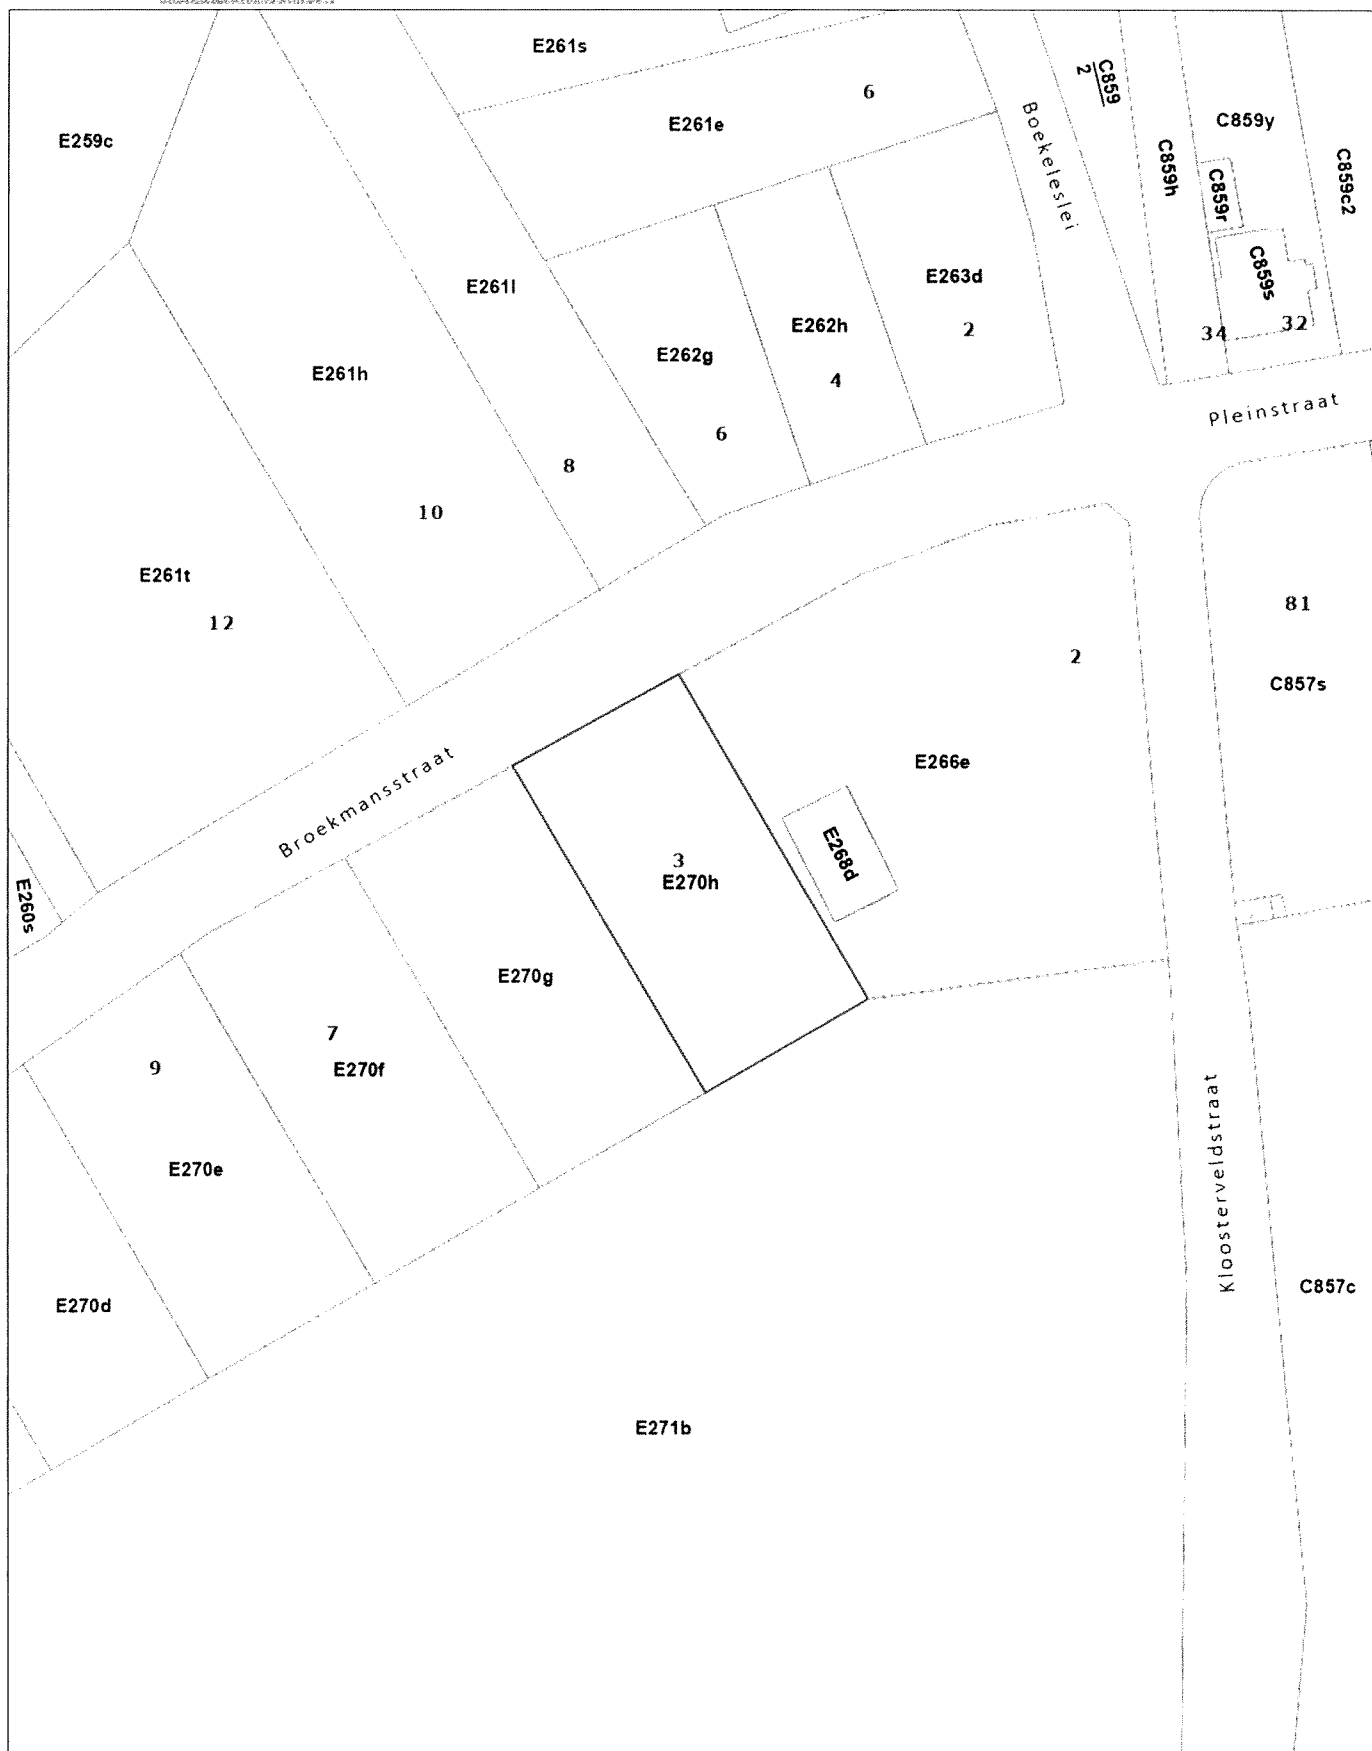 E261s
C859
2
6
E261e
Boekeleslei
C859y
E259c
C859h
C859r
C859c2
E261l
E263d
C859s
E262h
2
34
32
E262g
E261h
4
Pleinstraat
6
8
10
E261t
81
12
2
C857s
Broekmansstraat
E266e
E268d
3
E270h
E260s
E270g
7
9
E270f
Kloosterveldstraat
E270e
C857c
E270d
E271b